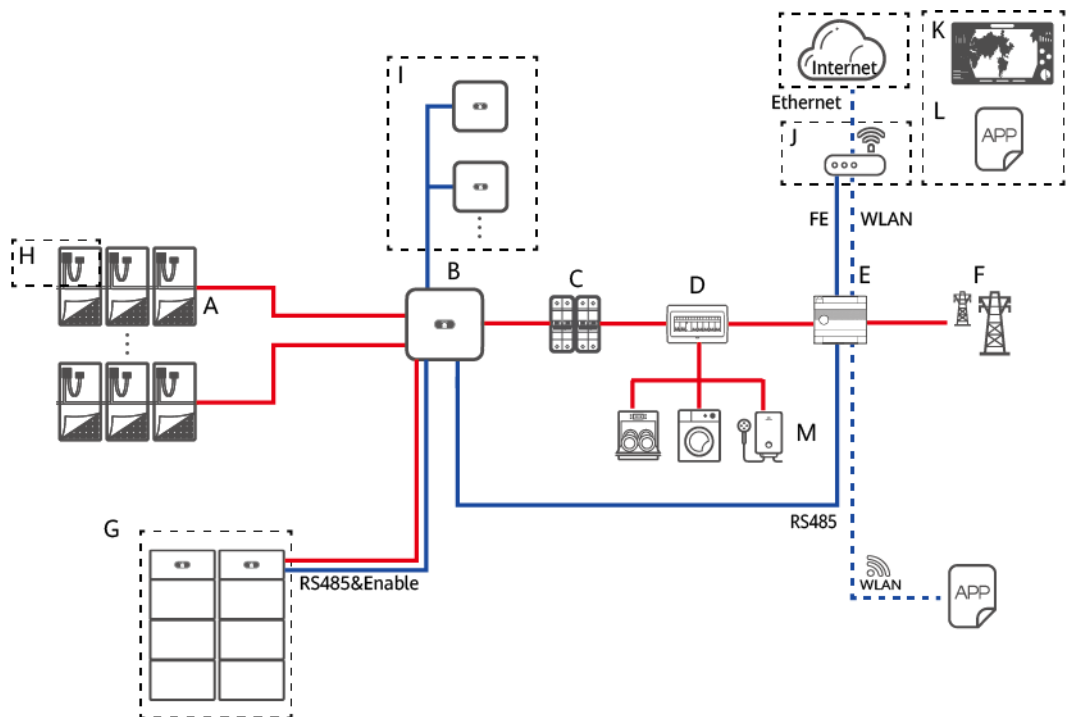 K
I
Internet
Ethernet
L
APP
J
FE
WLAN
H
B
C
D
E
F
A
M
G
RS485
RS485&Enable
WLAN
APP